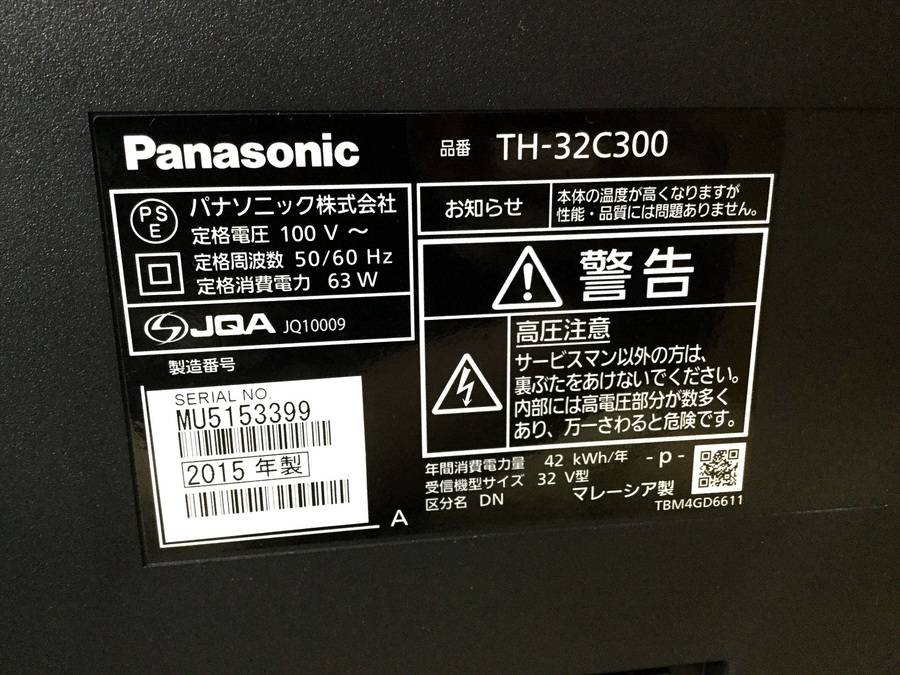 Panasonic
品番 TH-32C300
PS
E
パナソニック株式会社
定格電圧 100 V ～
定格周波数 50/60 Hz
定格消費電力 63 W
JQA JQ10009
製造番号
SERIAL NO.
MU5153399
2015 年製
A
お知らせ
本体の温度が高くなりますが
性能・品質には問題ありません。
警告
高圧注意
サービスマン以外の方は、
裏ぶたをあけないでください。
内部には高電圧部分が数多く
あり、万一さわると危険です。
年間消費電力量 42 kWh/年 - p -
受信機型サイズ 32 V型
区分名 DN マレーシア製
TBM4GD6611